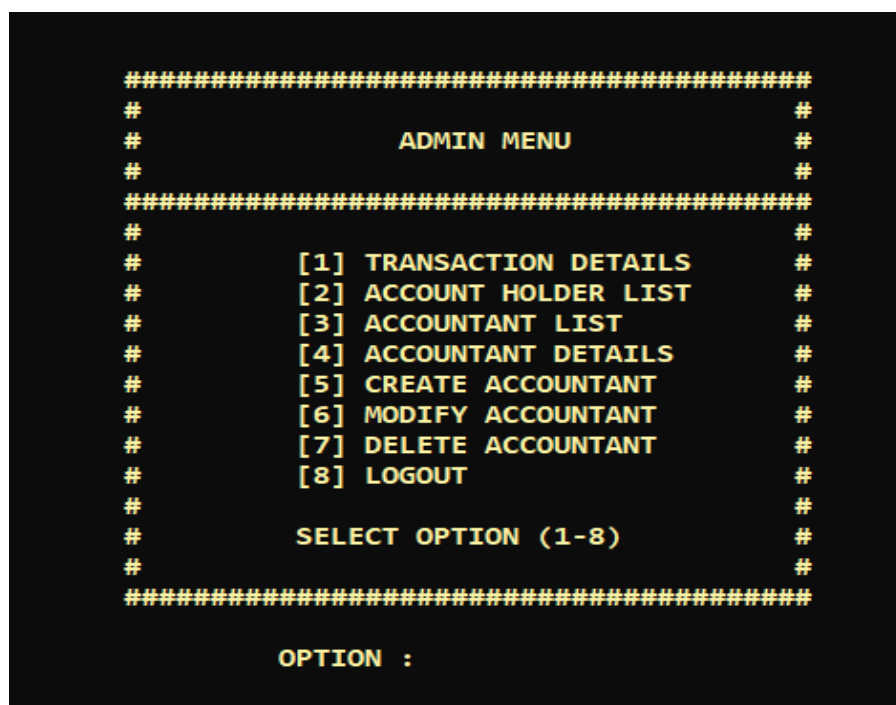 ########################################
# #
# ADMIN MENU #
# #
########################################
# #
# [1] TRANSACTION DETAILS #
# [2] ACCOUNT HOLDER LIST #
# [3] ACCOUNTANT LIST #
# [4] ACCOUNTANT DETAILS #
# [5] CREATE ACCOUNTANT #
# [6] MODIFY ACCOUNTANT #
# [7] DELETE ACCOUNTANT #
# [8] LOGOUT #
# #
# SELECT OPTION (1-8) #
# #
########################################
OPTION :